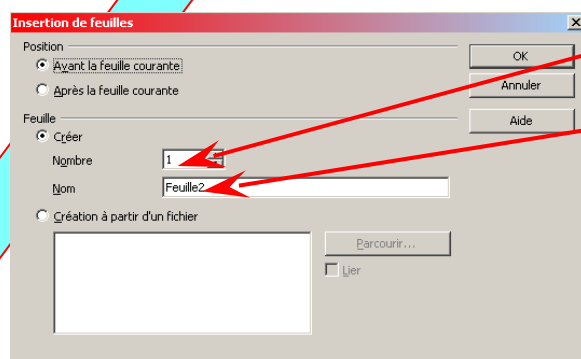 Insertion de feuilles
Position
Avant la feuille courante
Après la feuille courante
OK
Annuler
Aide
Feuille
Créer
Nombre
1
Nom
Feuille2
Création à partir d'un fichier
Parcourir...
Lier